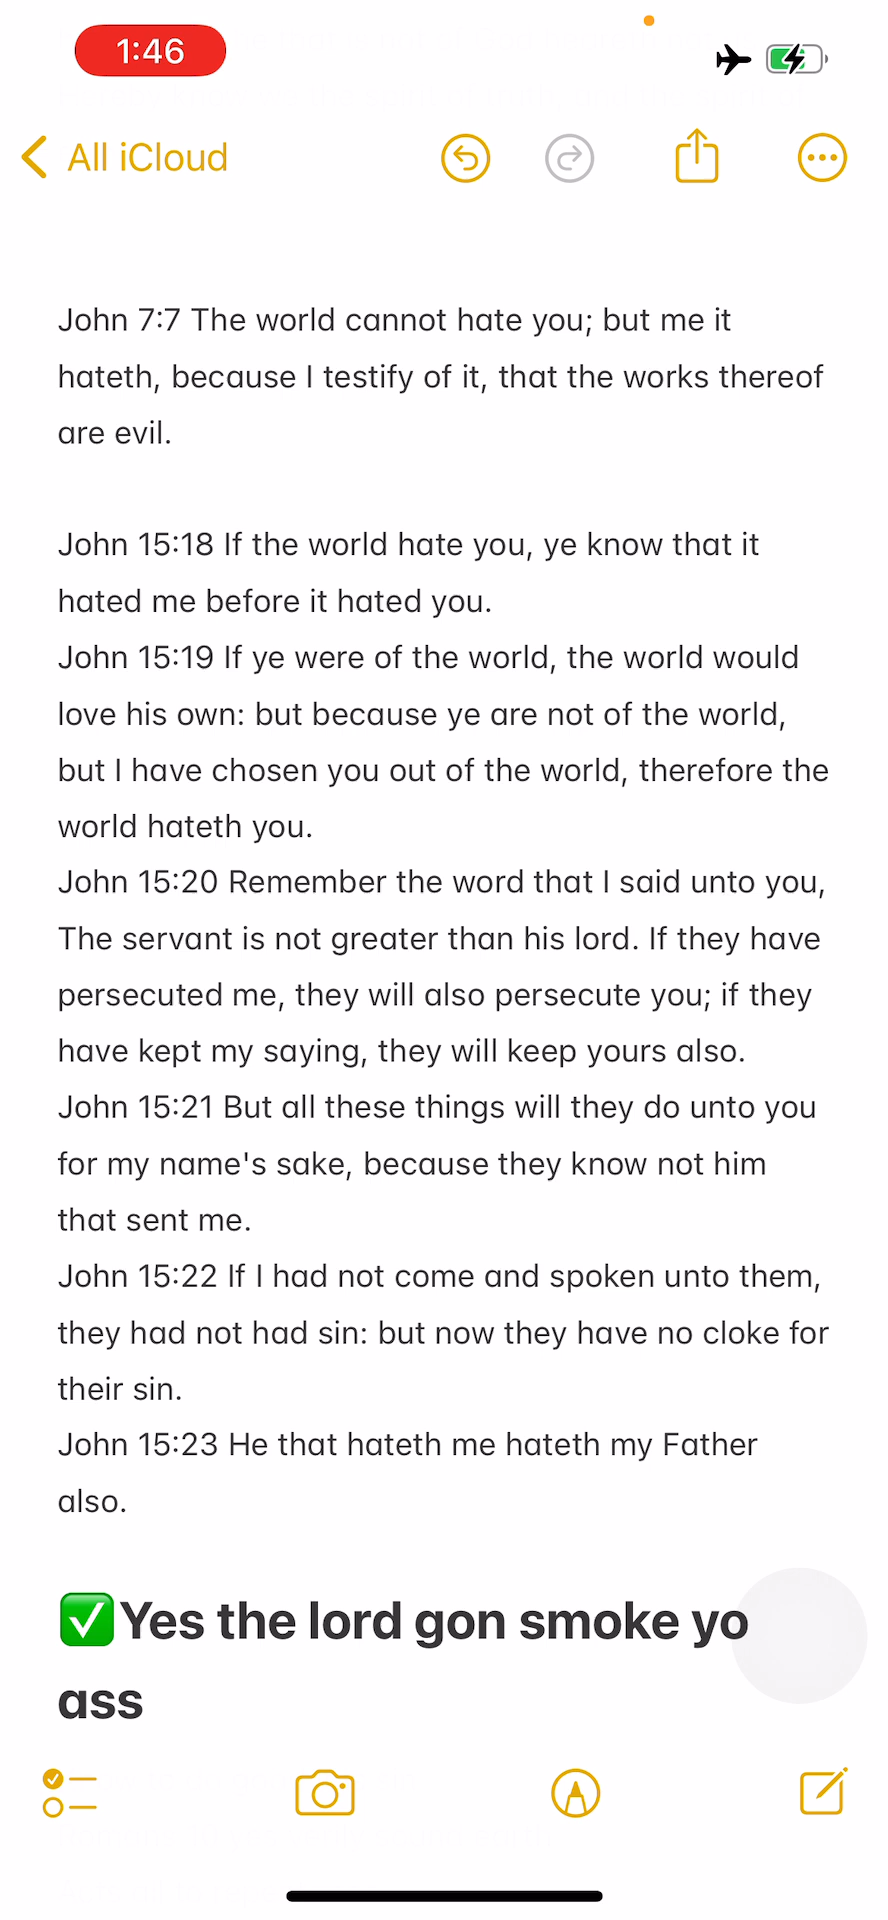 1:46
All iCloud
John 7:7 The world cannot hate you; but me it
hateth, because I testify of it, that the works thereof
are evil.
John 15:18 If the world hate you, ye know that it
hated me before it hated you.
John 15:19 If ye were of the world, the world would
love his own: but because ye are not of the world,
but I have chosen you out of the world, therefore the
world hateth you.
John 15:20 Remember the word that I said unto you,
The servant is not greater than his lord. If they have
persecuted me, they will also persecute you; if they
have kept my saying, they will keep yours also.
John 15:21 But all these things will they do unto you
for my name's sake, because they know not him
that sent me.
John 15:22 If I had not come and spoken unto them,
they had not had sin: but now they have no cloke for
their sin.
John 15:23 He that hateth me hateth my Father
also.
✅Yes the lord gon smoke yo
ass